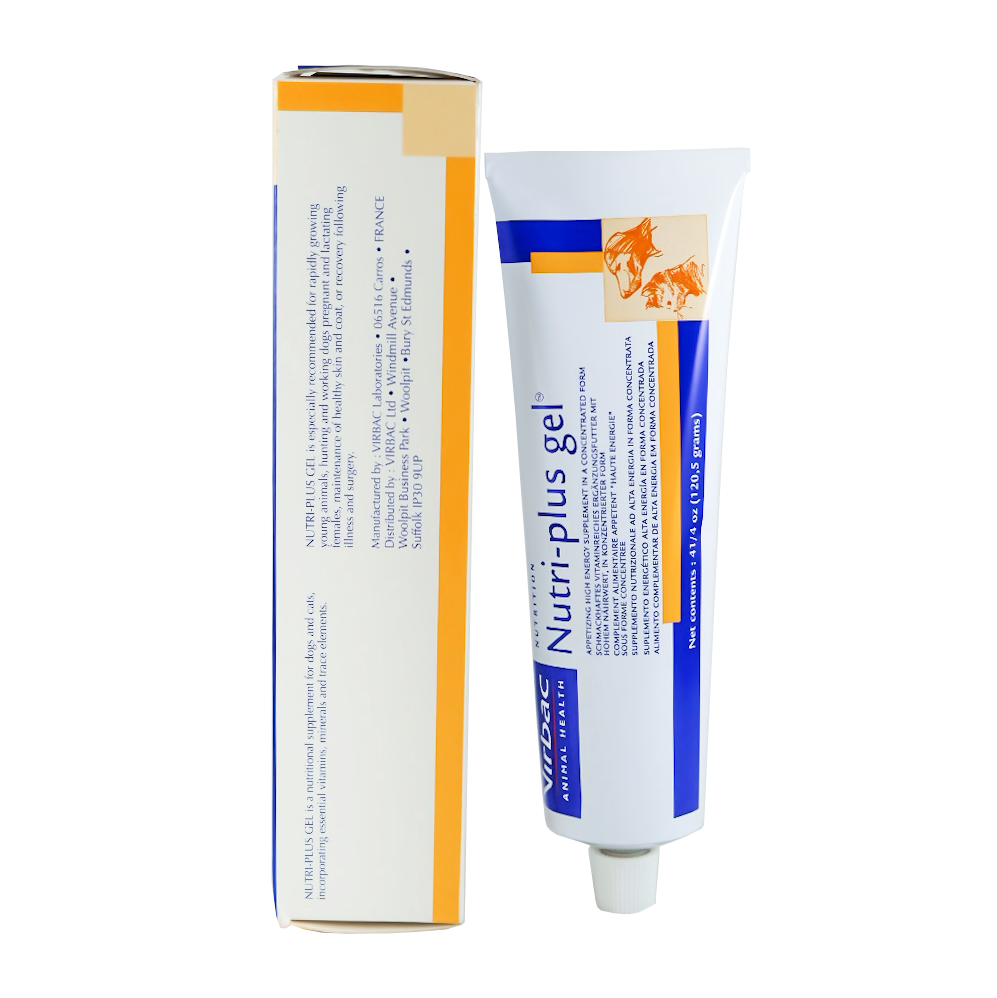 NUTRI-PLUS GEL is a nutritional supplement for dogs and cats,
incorporating essential vitamins, minerals and trace elements.
NUTRI-PLUS GEL is especially recommended for rapidly growing
young animals, hunting and working dogs pregnant and lactating
females, maintenance of healthy skin and coat, or recovery following
illness and surgery.
Manufactured by : VIRBAC Laboratories • 06516 Carros • FRANCE
Distributed by : VIRBAC Ltd • Windmill Avenue •
Woolpit Business Park • Woolpit • Bury St Edmunds •
Suffolk IP30 9UP
Virbac
ANIMAL HEALTH
NUTRITION
Nutri-plus gel
APPETIZING HIGH ENERGY SUPPLEMENT IN A CONCENTRATED FORM
SCHMACKHAFTES VITAMINREICHES ERGÄNZUNGSFUTTER MIT
HOHEM NÄHRWERT, IN KONZENTRIERTER FORM
COMPLEMENT ALIMENTAIRE APPETENT "HAUTE ENERGIE"
SOUS FORME CONCENTREE
SUPPLEMENTO NUTRIZIONALE AD ALTA ENERGIA IN FORMA CONCENTRATA
SUPLEMENTO ENERGÉTICO ALTA ENERGÍA EN FORMA CONCENTRADA
ALIMENTO COMPLEMENTAR DE ALTA ENERGIA EM FORMA CONCENTRADA
Net contents : 4 1/4 oz (120,5 grams)